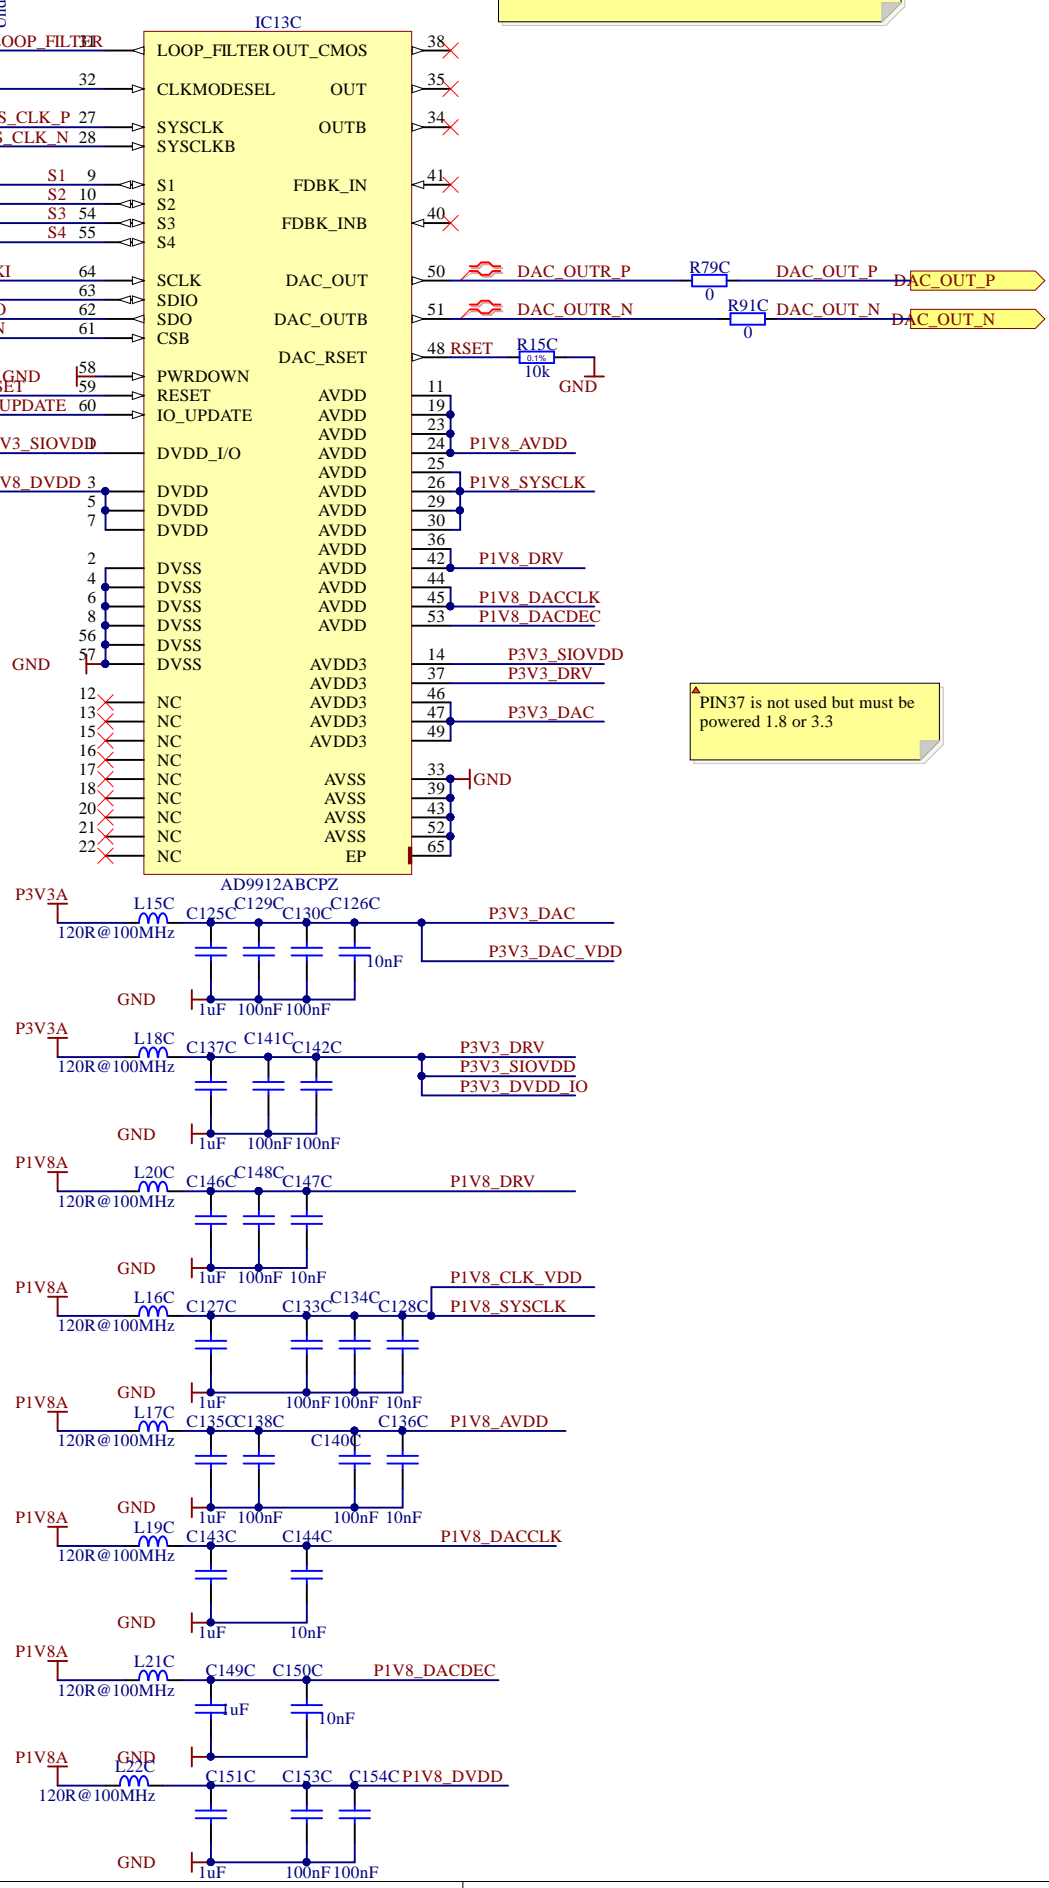 IC13C
LOOP_FILTER 31 LOOP_FILTER OUT_CMOS 38
32 CLKMODESEL OUT 35
S_CLK_P 27 SYSCLK OUTB 34
S_CLK_N 28 SYSCLKB
S1 9 S1 FDBK_IN 41
S2 10 S2
S3 54 S3 FDBK_INB 40
S4 55 S4
KI 64 SCLK DAC_OUT 50 DAC_OUTR_P R79C 0 DAC_OUT_P DAC_OUT_P
63 SDIO
O 62 SDO DAC_OUTB 51 DAC_OUTR_N R91C 0 DAC_OUT_N DAC_OUT_N
N 61 CSB
DAC_RSET 48 RSET R15C 0.1% 10k GND
GND 58 PWRDOWN
SET 59 RESET AVDD 11
UPDATE 60 IO_UPDATE AVDD 19
AVDD 23
V3_SIOVDD 1 DVDD_I/O AVDD 24 P1V8_AVDD
AVDD 25
V8_DVDD 3 DVDD AVDD 26 P1V8_SYSCLK
5 DVDD AVDD 29
7 DVDD AVDD 30
AVDD 36
2 DVSS AVDD 42 P1V8_DRV
4 DVSS AVDD 44
6 DVSS AVDD 45 P1V8_DACCLK
8 DVSS AVDD 53 P1V8_DACDEC
56 DVSS
GND 57 DVSS AVDD3 14 P3V3_SIOVDD
AVDD3 37 P3V3_DRV
12 NC AVDD3 46
13 NC AVDD3 47 P3V3_DAC
15 NC AVDD3 49
16 NC
17 NC AVSS 33 GND
18 NC AVSS 39
20 NC AVSS 43
21 NC AVSS 52
22 NC EP 65
AD9912ABCPZ
PIN37 is not used but must be
powered 1.8 or 3.3
P3V3A L15C 120R@100MHz C125C C129C C130C C126C P3V3_DAC
P3V3_DAC_VDD
10nF
GND 1uF 100nF 100nF
P3V3A L18C 120R@100MHz C137C C141C C142C P3V3_DRV
P3V3_SIOVDD
P3V3_DVDD_IO
GND 1uF 100nF 100nF
P1V8A L20C 120R@100MHz C146C C148C C147C P1V8_DRV
GND 1uF 100nF 10nF
P1V8_CLK_VDD
P1V8A L16C 120R@100MHz C127C C133C C134C C128C P1V8_SYSCLK
GND 1uF 100nF 100nF 10nF
P1V8A L17C 120R@100MHz C135C C138C C140C C136C P1V8_AVDD
GND 1uF 100nF 100nF 10nF
P1V8A L19C 120R@100MHz C143C C144C P1V8_DACCLK
GND 1uF 10nF
P1V8A L21C 120R@100MHz C149C C150C P1V8_DACDEC
1uF 10nF
GND
P1V8A L22C 120R@100MHz C151C C153C C154C P1V8_DVDD
GND 1uF 100nF 100nF